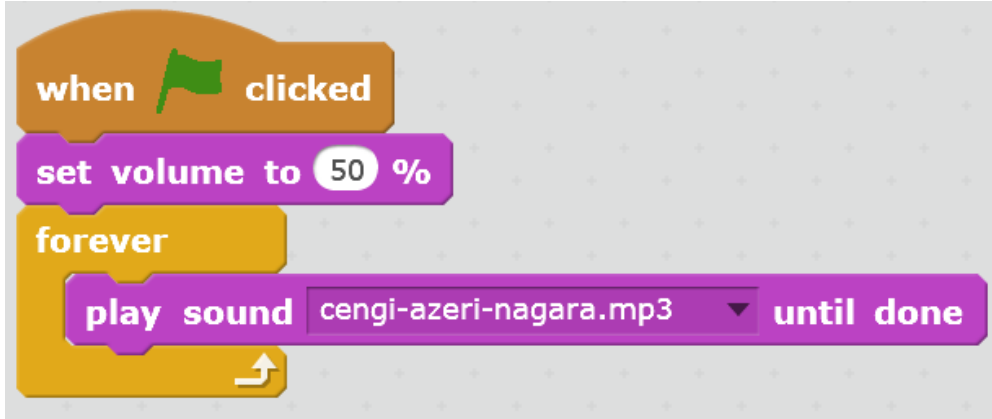 when clicked
set volume to 50 %
forever
play sound cengi-azeri-nagara.mp3 until done